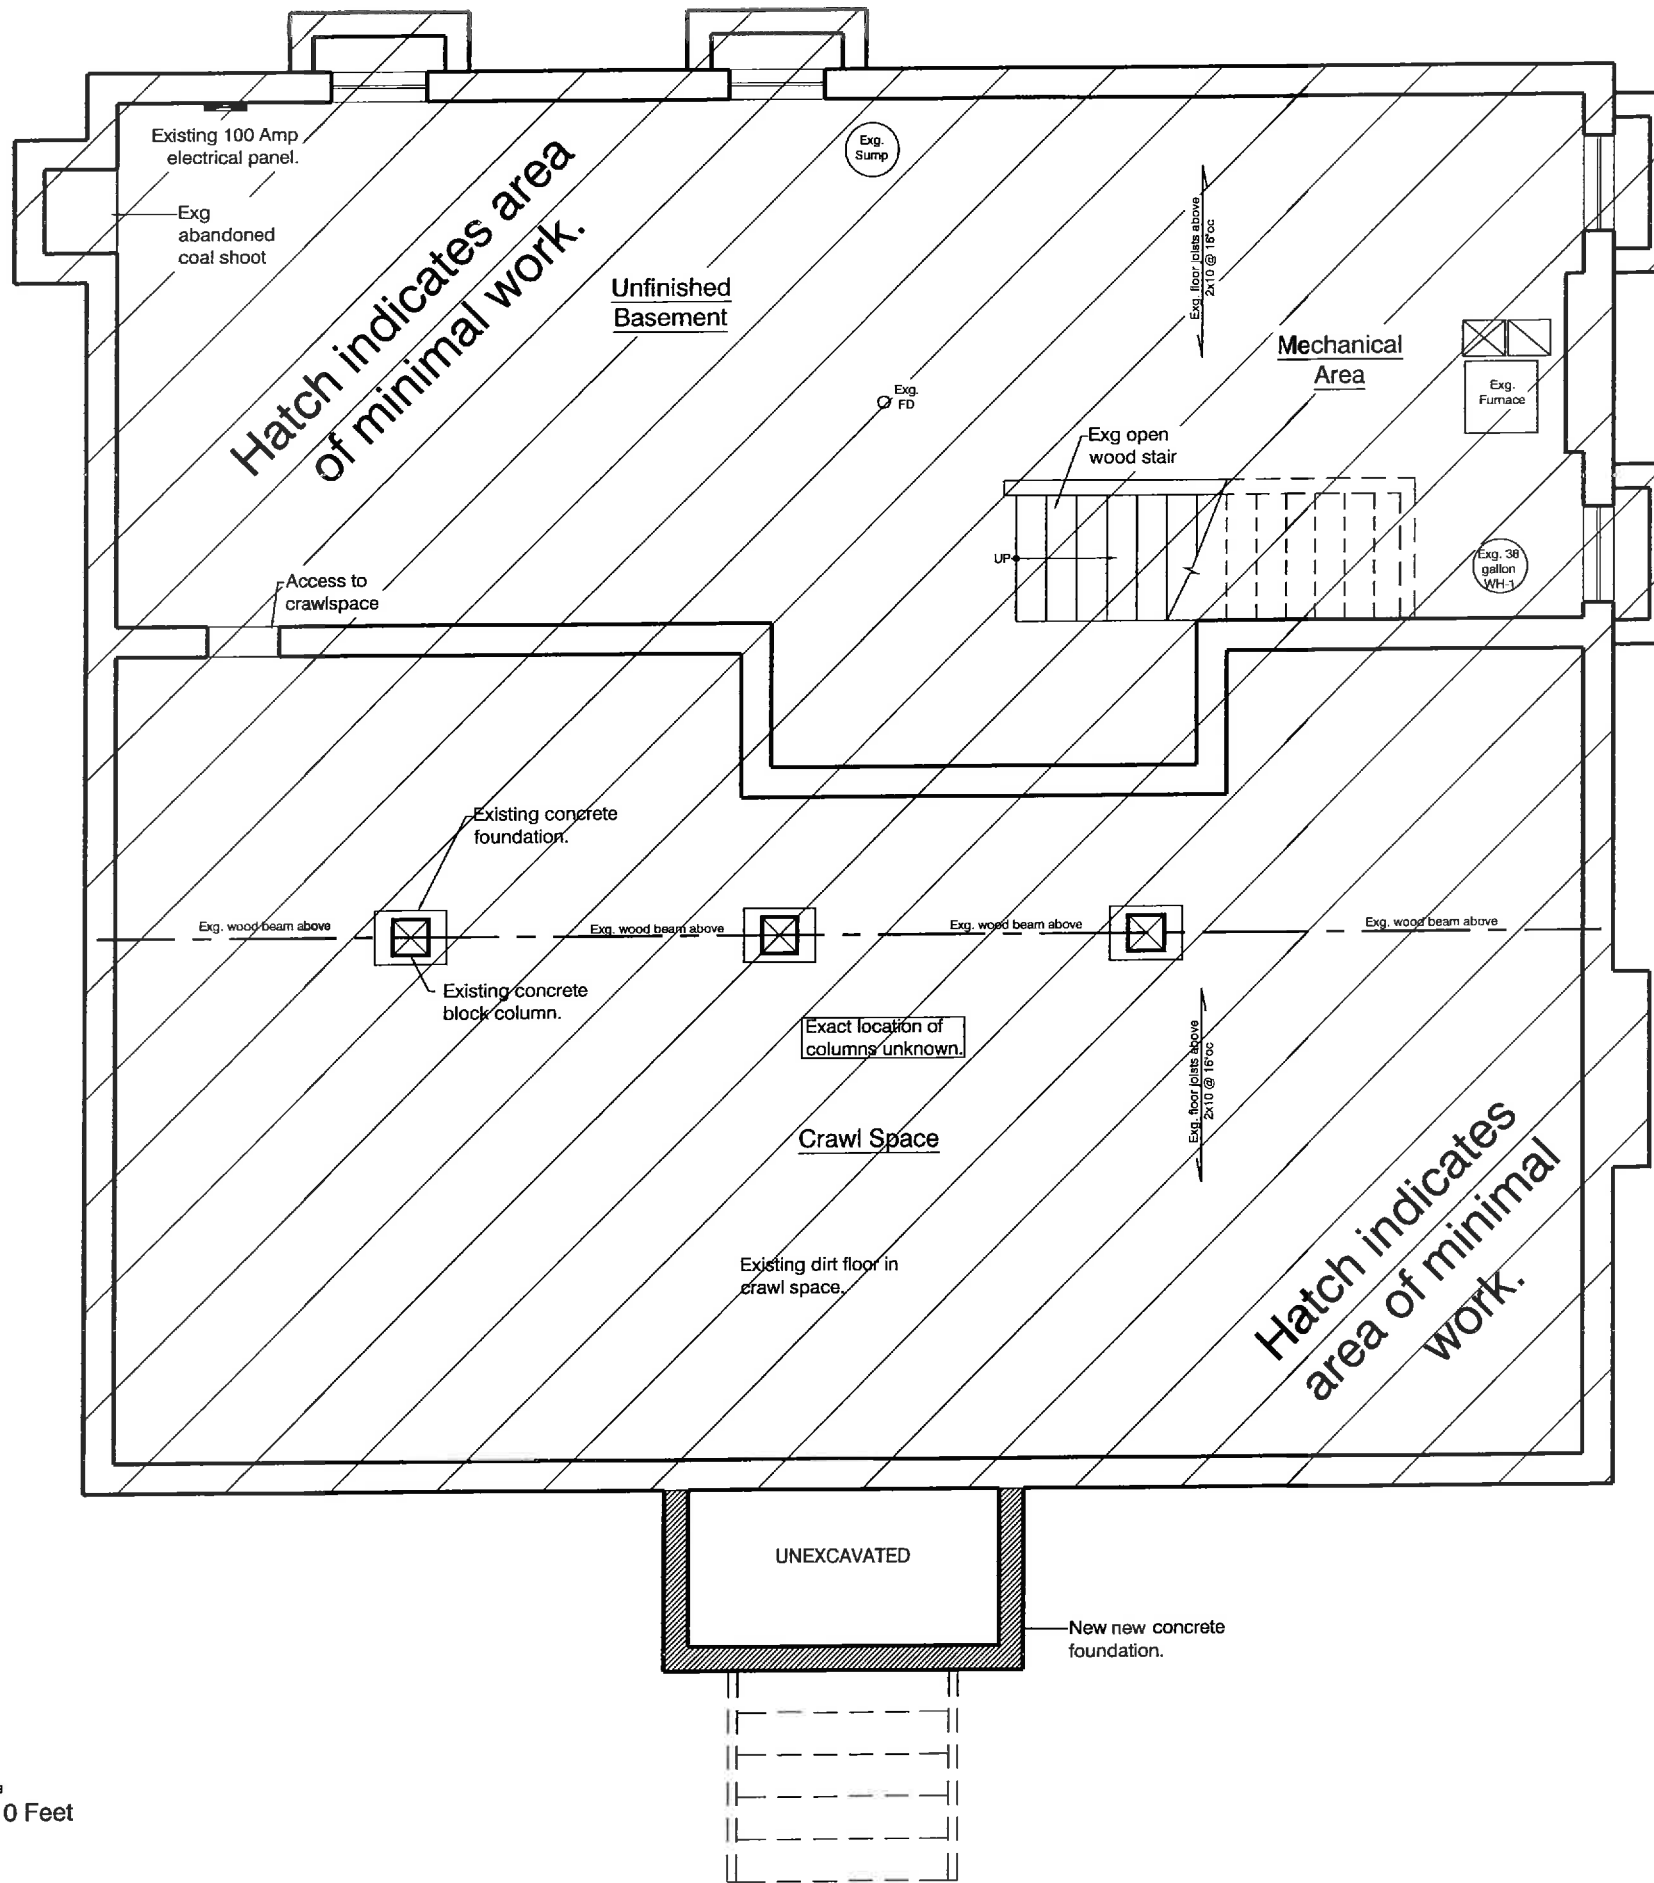 Existing 100 Amp
electrical panel.
Exg
abandoned
coal shoot
Hatch indicates area
of minimal work.
Unfinished
Basement
Exg.
Sump
Exg. floor joists above
2x10 @ 16"oc
Mechanical
Area
Exg.
Furnace
Exg.
FD
Exg open
wood stair
UP
Exg. 38
gallon
WH-1
Access to
crawlspace
Existing concrete
foundation.
Exg. wood beam above
Exg. wood beam above
Exg. wood beam above
Exg. wood beam above
Existing concrete
block column.
Exact location of
columns unknown.
Exg. floor joists above
2x10 @ 16"oc
Crawl Space
Existing dirt floor in
crawl space.
Hatch indicates
area of minimal
work.
UNEXCAVATED
New new concrete
foundation.
0 Feet